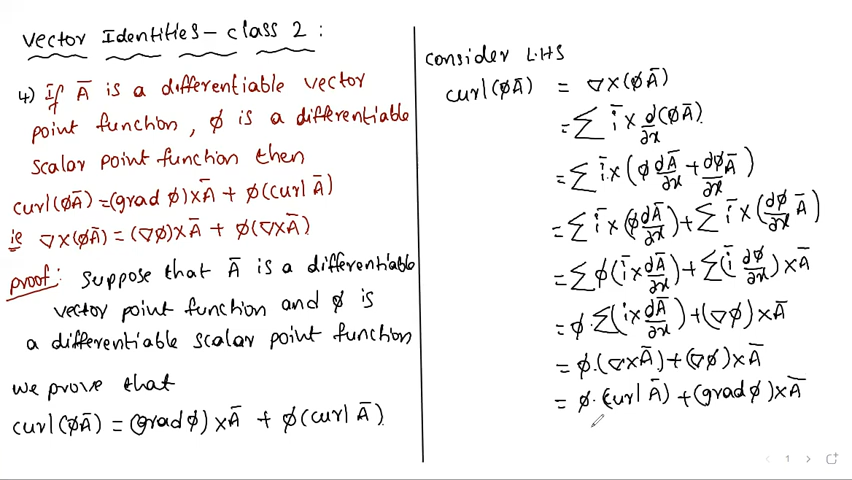 Vector Identities - class 2 :
4) If Ā is a differentiable vector
point function, ϕ is a differentiable
scalar point function then
curl(ϕĀ)=(grad ϕ)×Ā + ϕ(curl Ā)
ie ∇×(ϕĀ) = (∇ϕ)×Ā + ϕ(∇×Ā)
proof: suppose that Ā is a differentiable
vector point function and ϕ is
a differentiable scalar point function
we prove that
curl(ϕĀ) = (grad ϕ)×Ā + ϕ(curl Ā).
consider L.H.S
curl(ϕĀ) = ∇×(ϕĀ)
= ∑ ī × ∂/∂x (ϕĀ).
= ∑ ī × (ϕ ∂Ā/∂x + ∂ϕ/∂x Ā)
= ∑ ī × (ϕ ∂Ā/∂x) + ∑ ī × (∂ϕ/∂x Ā)
= ∑ ϕ(ī × ∂Ā/∂x) + ∑(ī ∂ϕ/∂x) × Ā
= ϕ. ∑(i × ∂Ā/∂x) + (∇ϕ) × Ā
= ϕ. (∇×Ā) + (∇ϕ)×Ā
= ϕ. (curl Ā) + (grad ϕ)×Ā
1